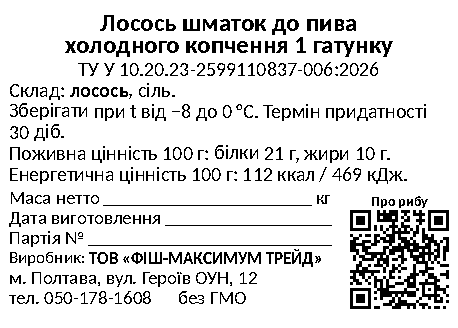 Лосось шматок до пива
холодного копчення 1 гатунку
ТУ У 10.20.23-2599110837-006:2026
Склад: лосось, сіль.
Зберігати при t від −8 до 0 °С. Термін придатності
30 діб.
Поживна цінність 100 г: білки 21 г, жири 10 г.
Енергетична цінність 100 г: 112 ккал / 469 кДж.
Маса нетто ______________________ кг
Дата виготовлення __________________
Партія № __________________________
Про рибу
Виробник: ТОВ «ФІШ-МАКСИМУМ ТРЕЙД»
м. Полтава, вул. Героїв ОУН, 12
тел. 050-178-1608 без ГМО